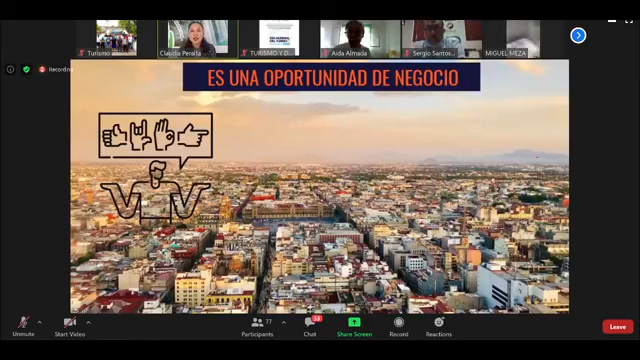 Turismo
Claudia Peralta
TURISMO Y D
Aida Almada
Sergio Santos
MIGUEL MEZA
Recording
ES UNA OPORTUNIDAD DE NEGOCIO
Unmute
Start Video
77
Participants
53
Chat
Share Screen
Record
Reactions
Leave